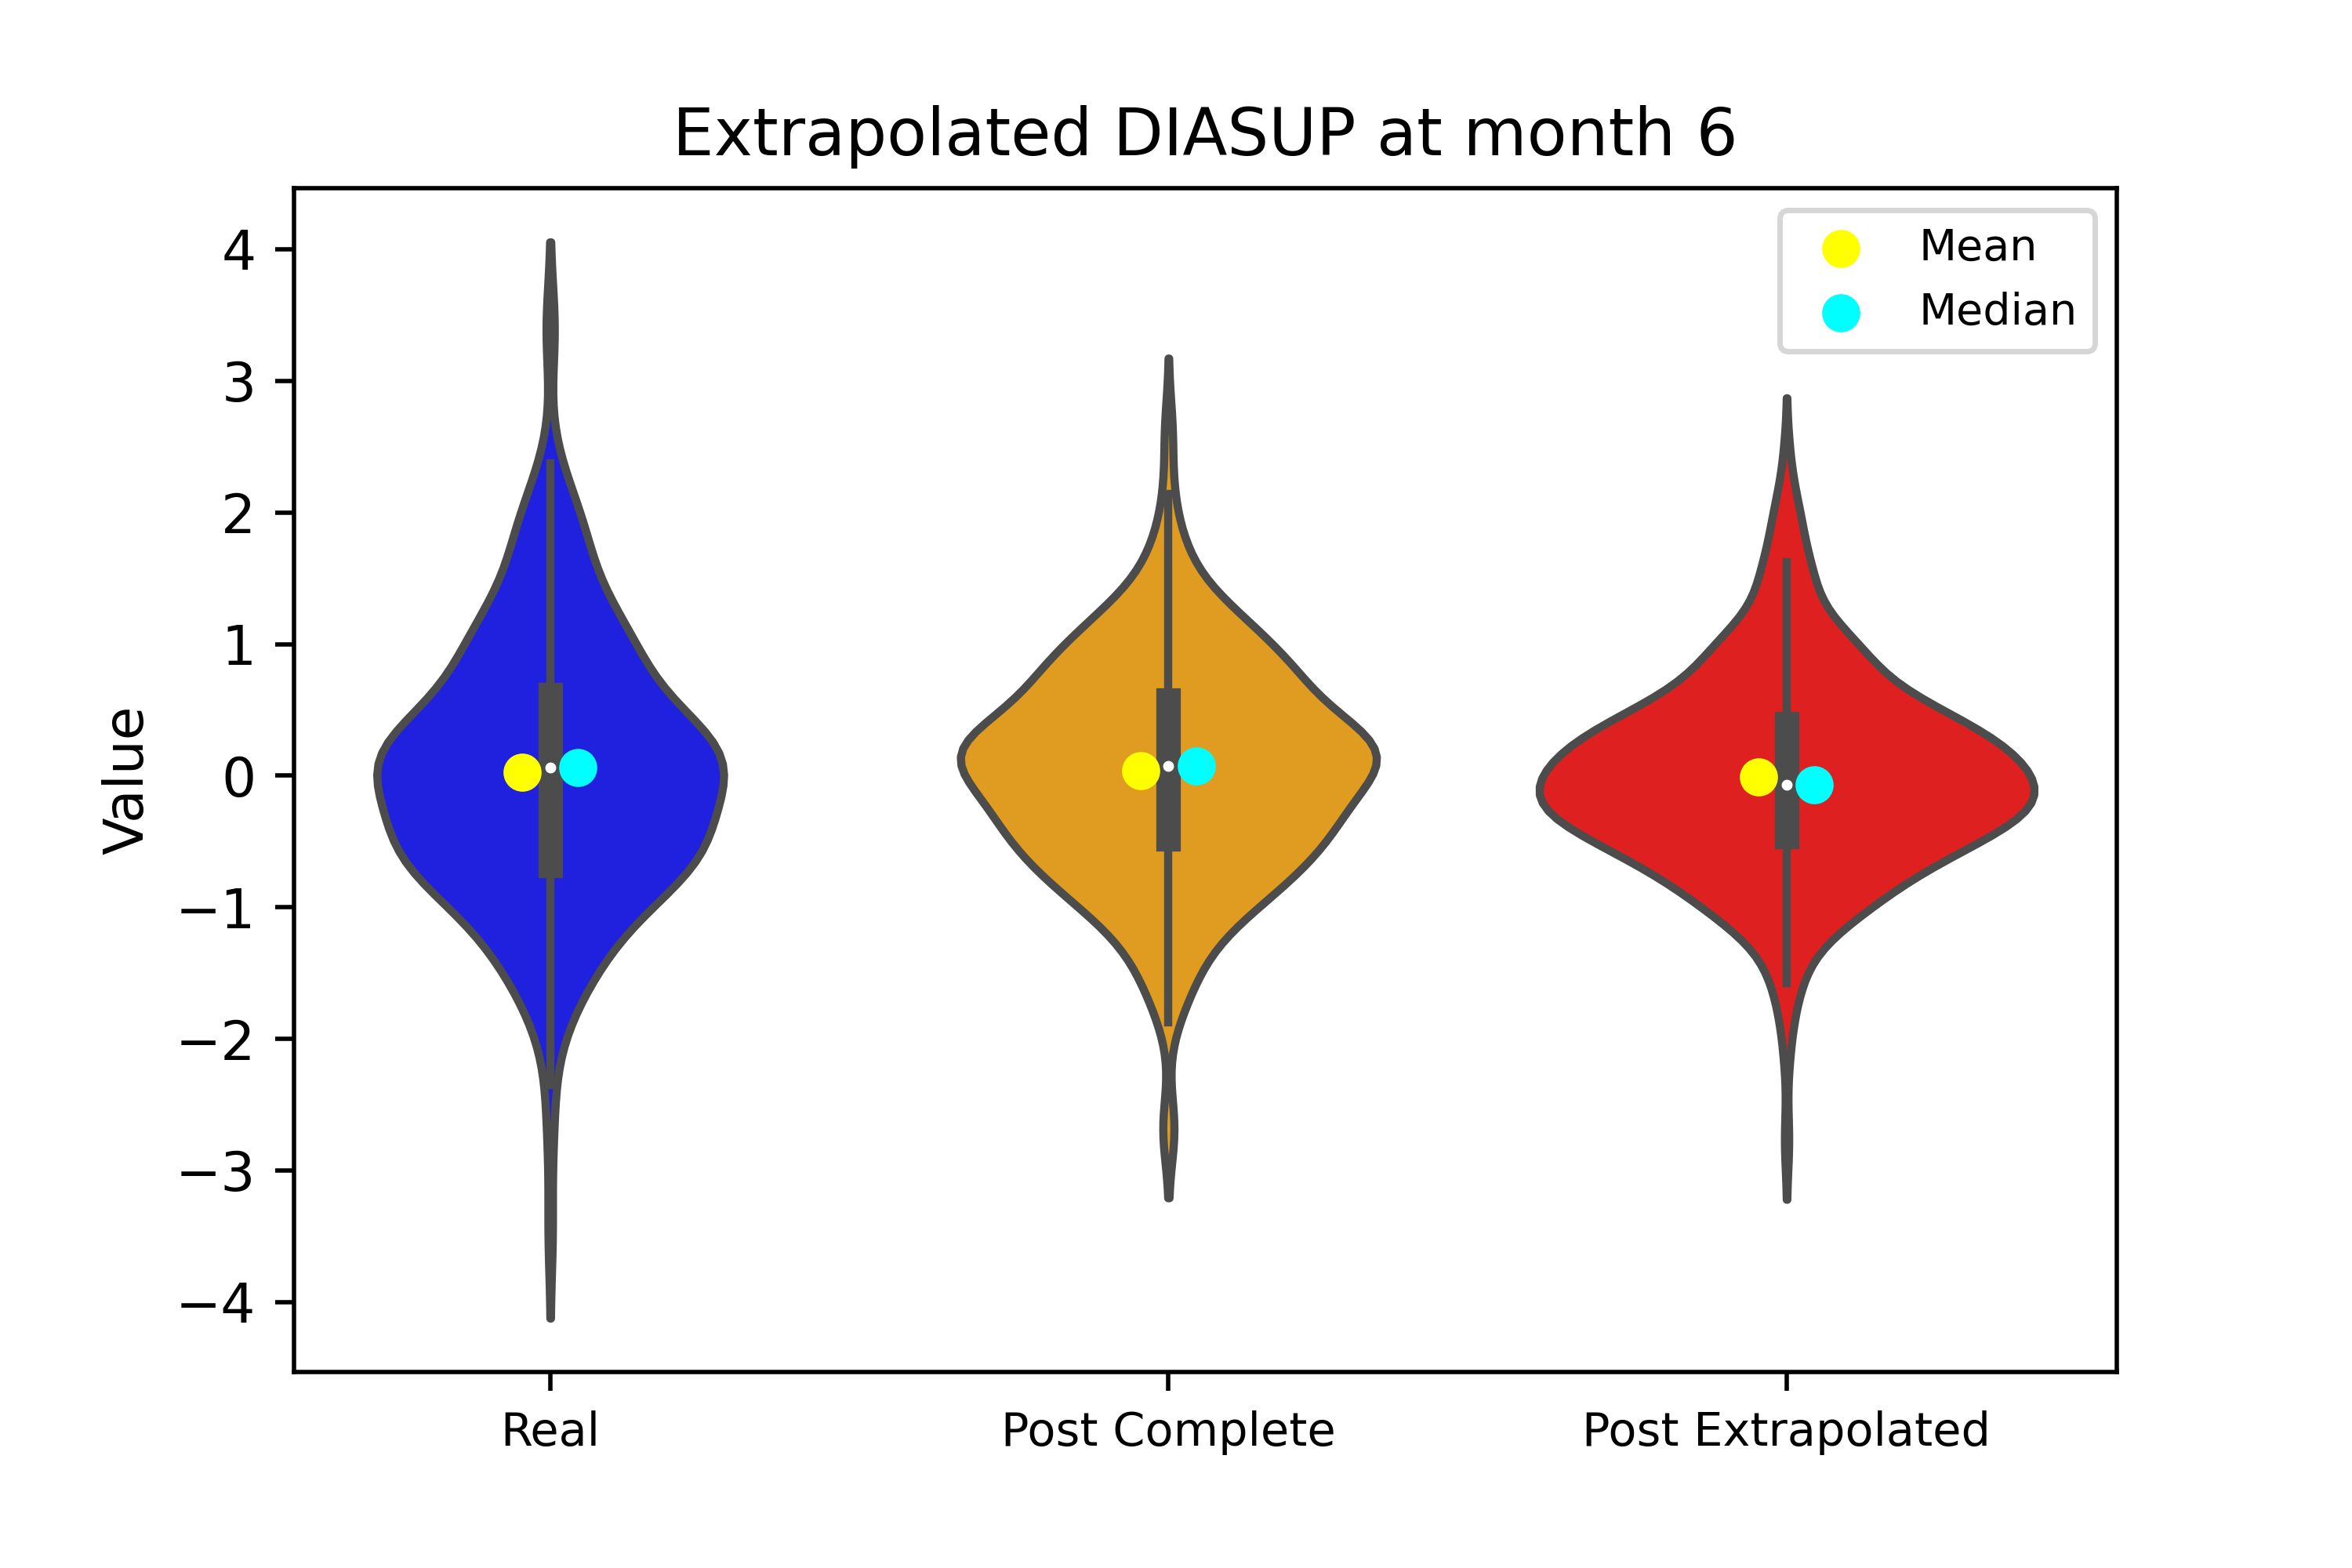 Extrapolated DIASUP at month 6
Mean
Median
4
3
2
1
0
−1
−2
−3
−4
Value
Real
Post Complete
Post Extrapolated